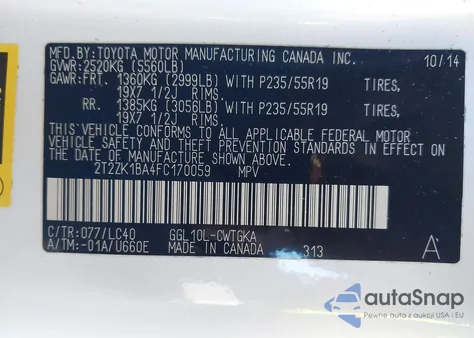 MFD. BY: TOYOTA MOTOR MANUFACTURING CANADA INC. 10/14
GVWR: 2520KG (5560LB)
GAWR: FRT. 1360KG (2999LB) WITH P235/55R19 TIRES,
19X7 1/2J RIMS.
RR. 1385KG (3056LB) WITH P235/55R19 TIRES,
19X7 1/2J RIMS.
THIS VEHICLE CONFORMS TO ALL APPLICABLE FEDERAL MOTOR
VEHICLE SAFETY AND THEFT PREVENTION STANDARDS IN EFFECT
ON THE DATE OF MANUFACTURE SHOWN ABOVE.
2T2ZK1BA4FC170059 MPV
C/TR: 077/LC40 GGL10L-CWTGKA
A/TM: -01A/U660E MADE IN CANADA 313 A
autoSnap
Pewne auta z USA i EU